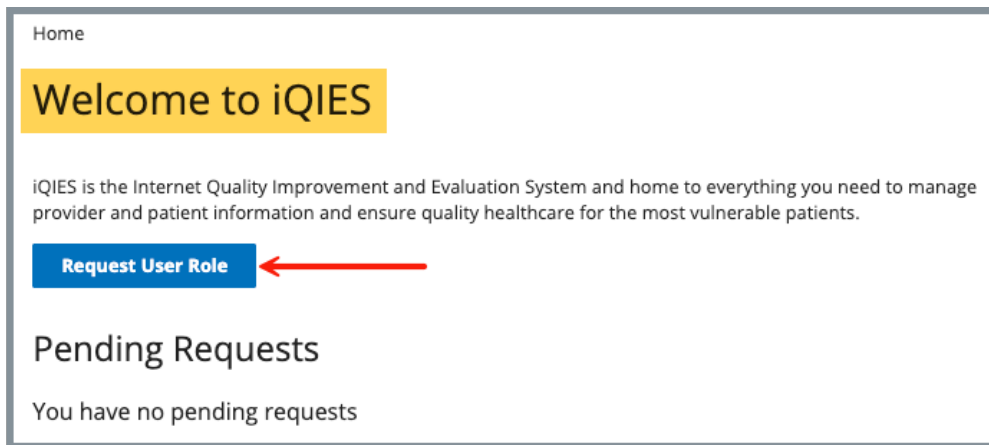 Home
Welcome to iQIES
iQIES is the Internet Quality Improvement and Evaluation System and home to everything you need to manage
provider and patient information and ensure quality healthcare for the most vulnerable patients.
Request User Role
Pending Requests
You have no pending requests